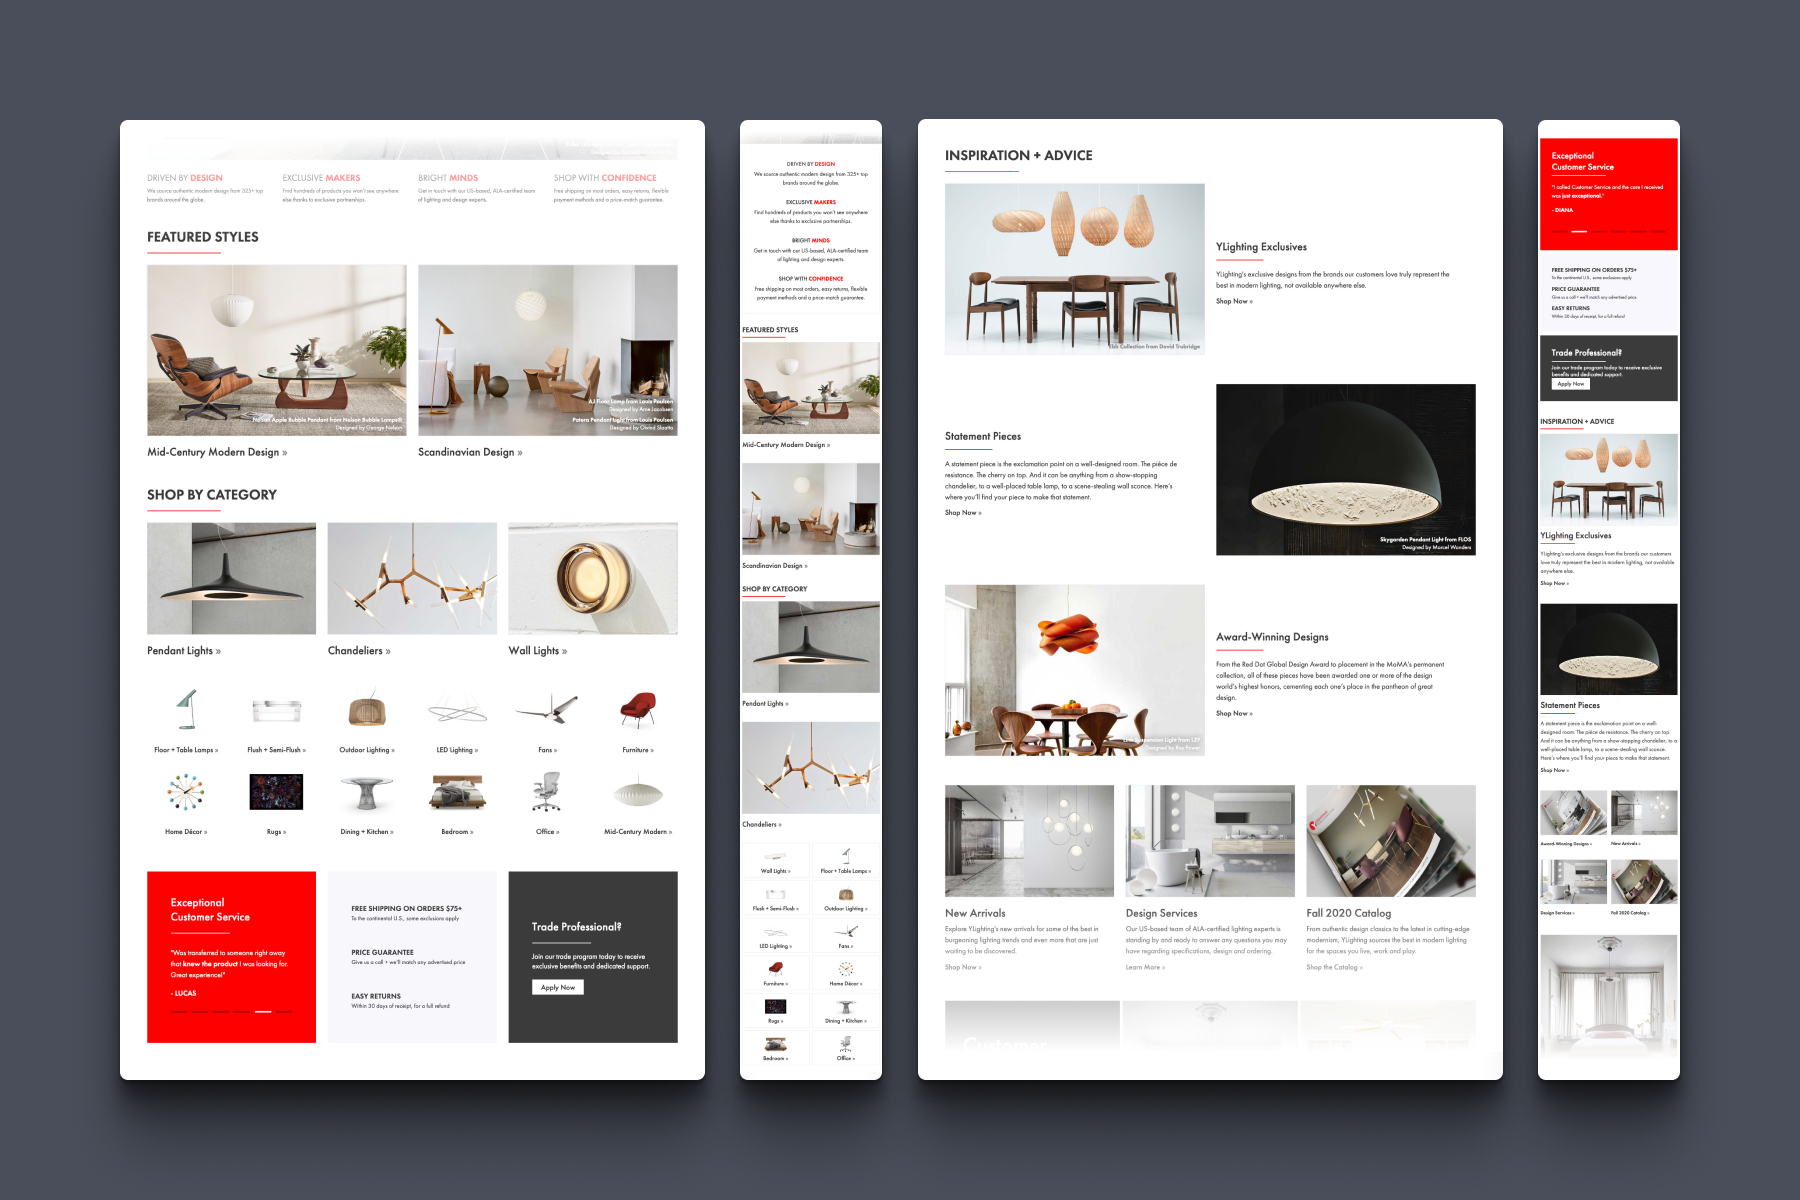 DRIVEN BY DESIGN
We source authentic modern design from 325+ top
brands around the globe.
EXCLUSIVE MAKERS
Find hundreds of products you won't see anywhere
else thanks to exclusive partnerships.
BRIGHT MINDS
Get in touch with our US-based, ALA-certified team
of lighting and design experts.
SHOP WITH CONFIDENCE
Free shipping on most orders, easy returns, flexible
payment methods and a price-match guarantee.
FEATURED STYLES
Nelson Apple Bubble Pendant from Nelson Bubble Lamps®
Designed by George Nelson
AJ Floor Lamp from Louis Poulsen
Designed by Arne Jacobsen
Patera Pendant Light from Louis Poulsen
Designed by Øivind Slaatto
Mid-Century Modern Design »
Scandinavian Design »
SHOP BY CATEGORY
Pendant Lights »
Chandeliers »
Wall Lights »
Floor + Table Lamps »
Flush + Semi-Flush »
Outdoor Lighting »
LED Lighting »
Fans »
Furniture »
Home Décor »
Rugs »
Dining + Kitchen »
Bedroom »
Office »
Mid-Century Modern »
Exceptional
Customer Service
"Was transferred to someone right away
that knew the product I was looking for.
Great experience!"
- LUCAS
FREE SHIPPING ON ORDERS $75+
To the continental U.S., some exclusions apply
PRICE GUARANTEE
Give us a call + we'll match any advertised price
EASY RETURNS
Within 30 days of receipt, for a full refund
Trade Professional?
Join our trade program today to receive
exclusive benefits and dedicated support.
Apply Now
DRIVEN BY DESIGN
We source authentic modern design from 325+ top
brands around the globe.
EXCLUSIVE MAKERS
Find hundreds of products you won't see anywhere
else thanks to exclusive partnerships.
BRIGHT MINDS
Get in touch with our US-based, ALA-certified team
of lighting and design experts.
SHOP WITH CONFIDENCE
Free shipping on most orders, easy returns, flexible
payment methods and a price-match guarantee.
FEATURED STYLES
Mid-Century Modern Design »
Scandinavian Design »
SHOP BY CATEGORY
Pendant Lights »
Chandeliers »
Wall Lights »
Floor + Table Lamps »
Flush + Semi-Flush »
Outdoor Lighting »
LED Lighting »
Fans »
Furniture »
Home Décor »
Rugs »
Dining + Kitchen »
Bedroom »
Office »
INSPIRATION + ADVICE
Collection from David Trubridge
YLighting Exclusives
YLighting's exclusive designs from the brands our customers love truly represent the
best in modern lighting, not available anywhere else.
Shop Now »
Statement Pieces
A statement piece is the exclamation point on a well-designed room. The piéce de
resistance. The cherry on top. And it can be anything from a show-stopping
chandelier, to a well-placed table lamp, to a scene-stealing wall sconce. Here's
where you'll find your piece to make that statement.
Shop Now »
Skygarden Pendant Light from FLOS
Designed by Marcel Wanders
Suspension Light from LZF
Designed by Ray Power
Award-Winning Designs
From the Red Dot Global Design Award to placement in the MoMA's permanent
collection, all of these pieces have been awarded one or more of the design
world's highest honors, cementing each one's place in the pantheon of great
design.
Shop Now »
New Arrivals
Explore YLighting's new arrivals for some of the best in
burgeoning lighting trends and even more that are just
waiting to be discovered.
Shop Now »
Design Services
Our US-based team of ALA-certified lighting experts is
standing by and ready to answer any questions you may
have regarding specifications, design and ordering.
Learn More »
Fall 2020 Catalog
From authentic design classics to the latest in cutting-edge
modernism, YLighting sources the best in modern lighting
for the spaces you live, work and play.
Shop the Catalog »
Customer
Exceptional
Customer Service
"I called Customer Service and the care I received
was just exceptional."
- DIANA
FREE SHIPPING ON ORDERS $75+
To the continental U.S., some exclusions apply
PRICE GUARANTEE
Give us a call + we'll match any advertised price
EASY RETURNS
Within 30 days of receipt, for a full refund
Trade Professional?
Join our trade program today to receive exclusive
benefits and dedicated support.
Apply Now
INSPIRATION + ADVICE
YLighting Exclusives
YLighting's exclusive designs from the brands our customers
love truly represent the best in modern lighting, not available
anywhere else.
Shop Now »
Statement Pieces
A statement piece is the exclamation point on a well-
designed room. The piéce de resistance. The cherry on top.
And it can be anything from a show-stopping chandelier, to a
well-placed table lamp, to a scene-stealing wall sconce.
Here's where you'll find your piece to make that statement.
Shop Now »
Award-Winning Designs »
New Arrivals »
Design Services »
Fall 2020 Catalog »